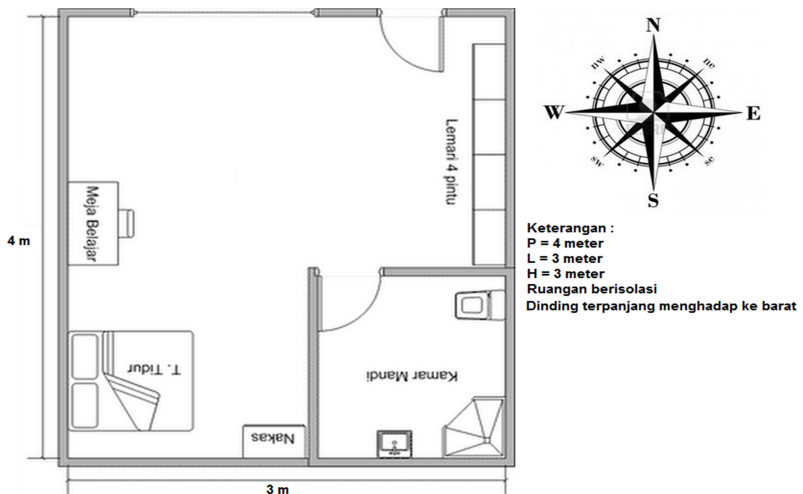 N
nw
ne
W
E
sw
se
S
Lemari 4 pintu
Meja Belajar
4 m
Keterangan :
P = 4 meter
L = 3 meter
H = 3 meter
Ruangan berisolasi
Dinding terpanjang menghadap ke barat
T. Tidur
Kamar Mandi
Nakas
3 m